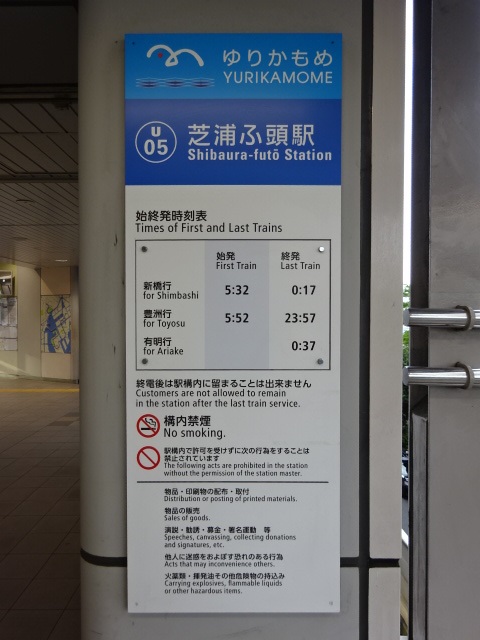 ゆりかもめ
YURIKAMOME
U
05
芝浦ふ頭駅
Shibaura-futō Station
始終発時刻表
Times of First and Last Trains
始発 終発
First Train Last Train
新橋行 5:32 0:17
for Shimbashi
豊洲行 5:52 23:57
for Toyosu
有明行 0:37
for Ariake
終電後は駅構内に留まることは出来ません
Customers are not allowed to remain
in the station after the last train service.
構内禁煙
No smoking.
駅構内で許可を受けずに次の行為をすることは
禁止されています
The following acts are prohibited in the station
without the permission of the station master.
物品・印刷物の配布・取付
Distribution or posting of printed materials.
物品の販売
Sales of goods.
演説・勧誘・募金・署名運動 等
Speeches, canvassing, collecting donations
and signatures, etc.
他人に迷惑をおよぼす恐れのある行為
Acts that may inconvenience others.
火薬類・揮発油その他危険物の持込み
Carrying explosives, flammable liquids
or other hazardous items.